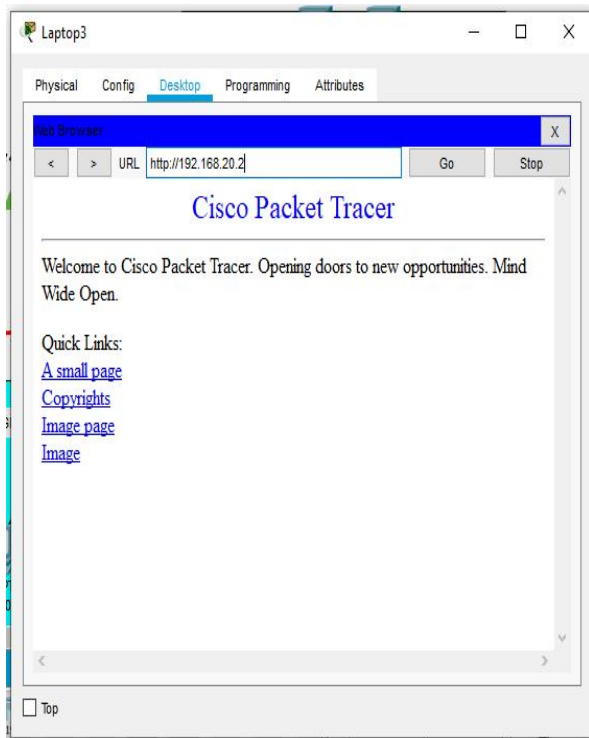 Laptop3
Physical Config Desktop Programming Attributes
Web Browser
X
< > URL http://192.168.20.2 Go Stop
Cisco Packet Tracer
Welcome to Cisco Packet Tracer. Opening doors to new opportunities. Mind
Wide Open.
Quick Links:
A small page
Copyrights
Image page
Image
Top